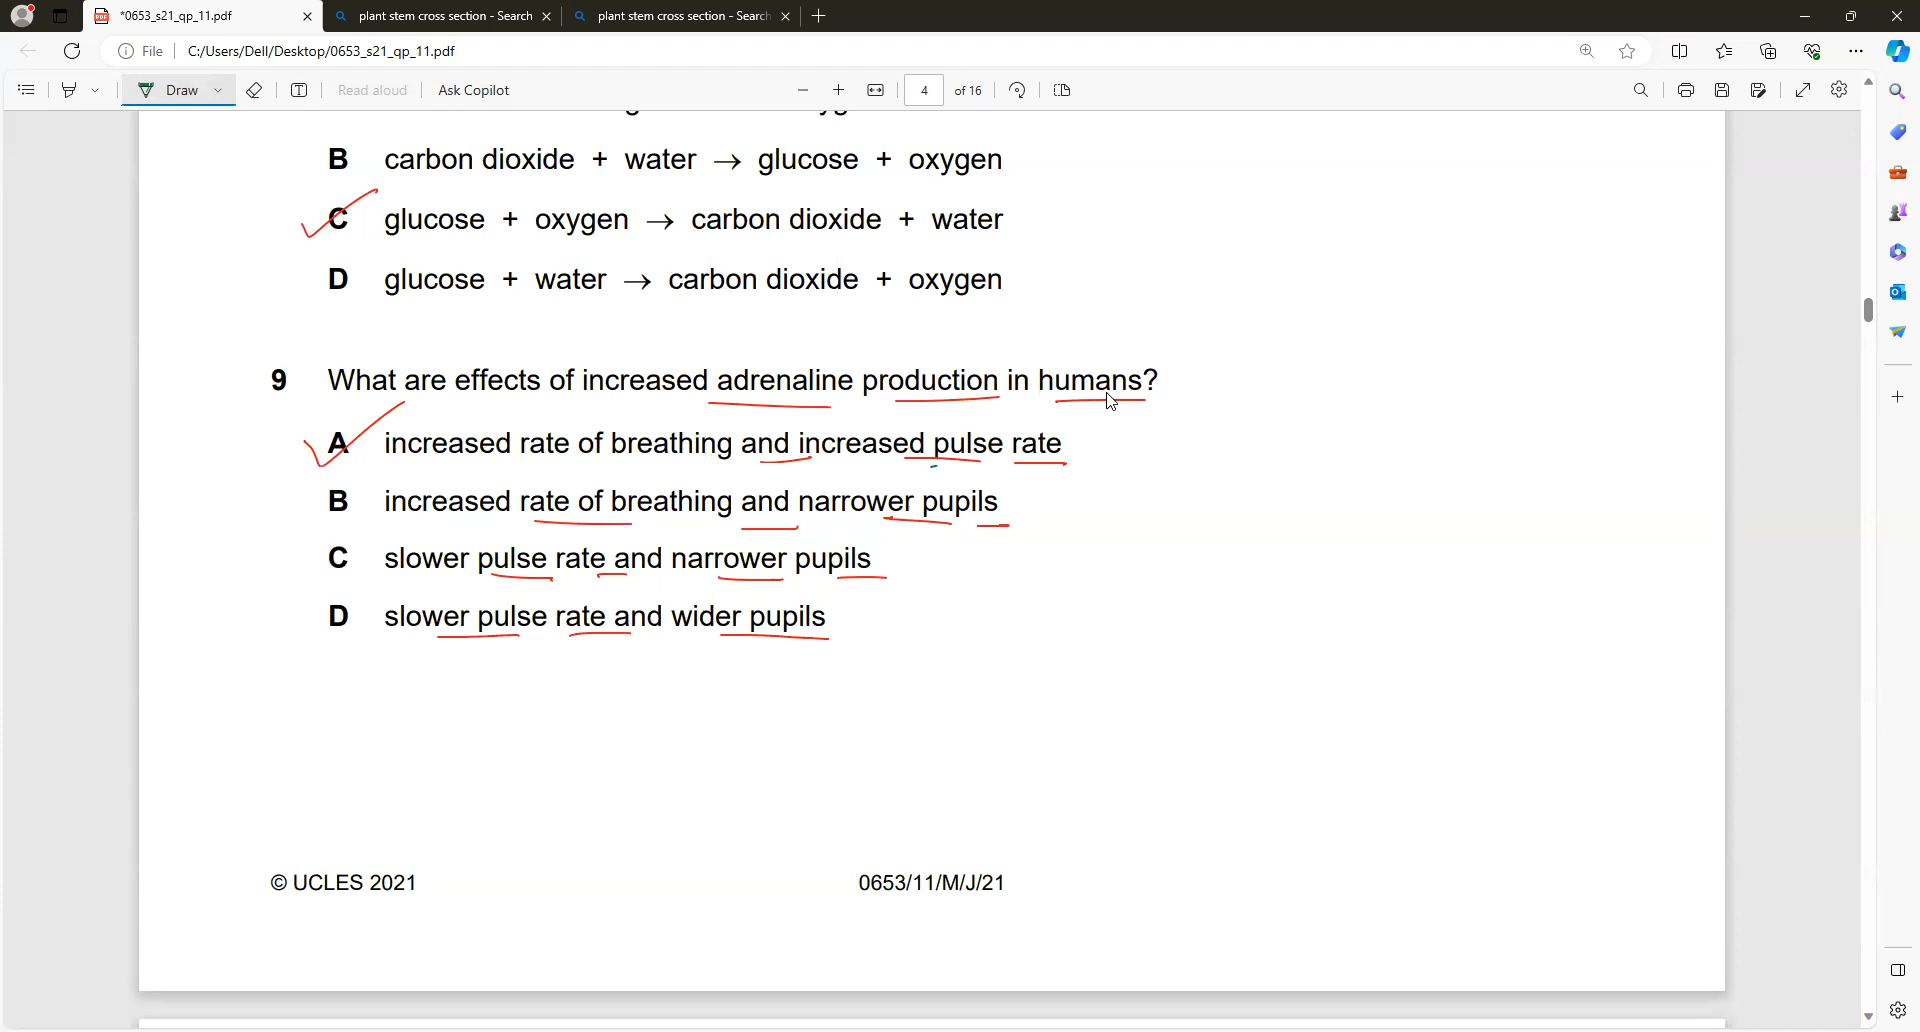 *0653_s21_qp_11.pdf
plant stem cross section - Search
plant stem cross section - Search
File
C:/Users/Dell/Desktop/0653_s21_qp_11.pdf
Draw
Read aloud
Ask Copilot
4
of 16
B carbon dioxide + water → glucose + oxygen
C glucose + oxygen → carbon dioxide + water
D glucose + water → carbon dioxide + oxygen
9 What are effects of increased adrenaline production in humans?
A increased rate of breathing and increased pulse rate
B increased rate of breathing and narrower pupils
C slower pulse rate and narrower pupils
D slower pulse rate and wider pupils
© UCLES 2021
0653/11/M/J/21